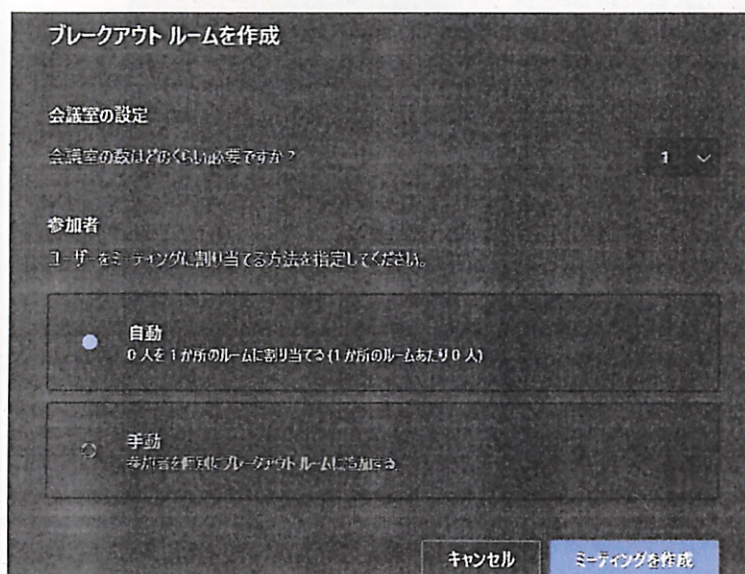 ブレークアウト ルームを作成
会議室の設定
会議室の数はどのくらい必要ですか？
1
参加者
ユーザーをミーティングに割り当てる方法を指定してください。
自動
0 人を 1 か所のルームに割り当てる (1 か所のルームあたり 0 人)
手動
参加者を個別にブレークアウト ルームに追加する
キャンセル
ミーティングを作成